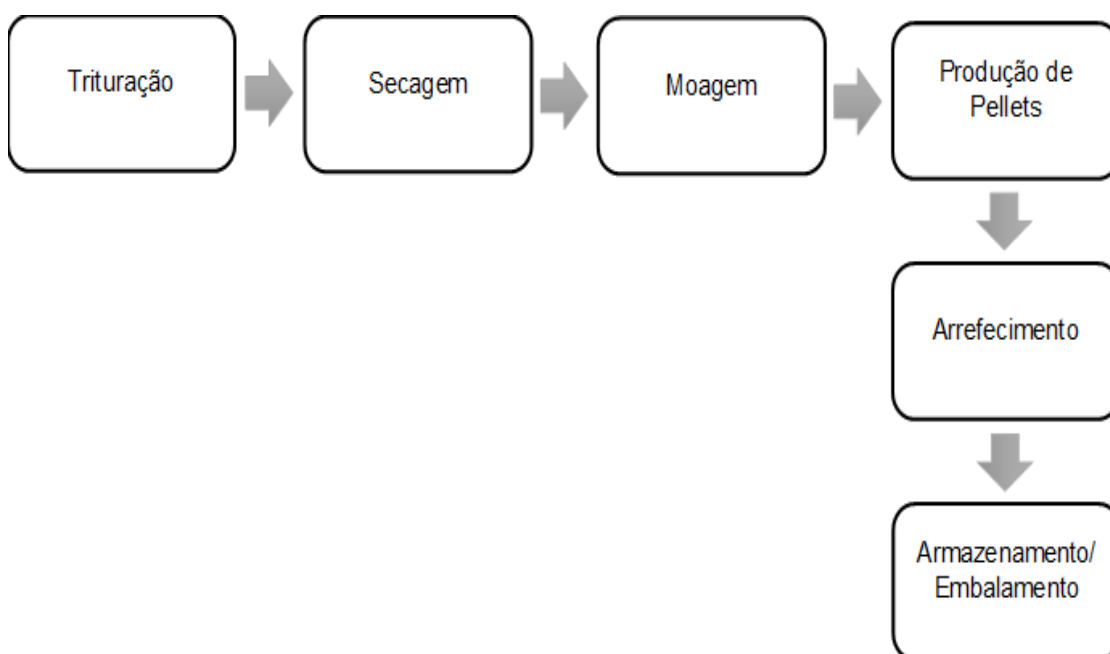 Trituração
Secagem
Moagem
Produção de
Pellets
Arrefecimento
Armazenamento/
Embalamento